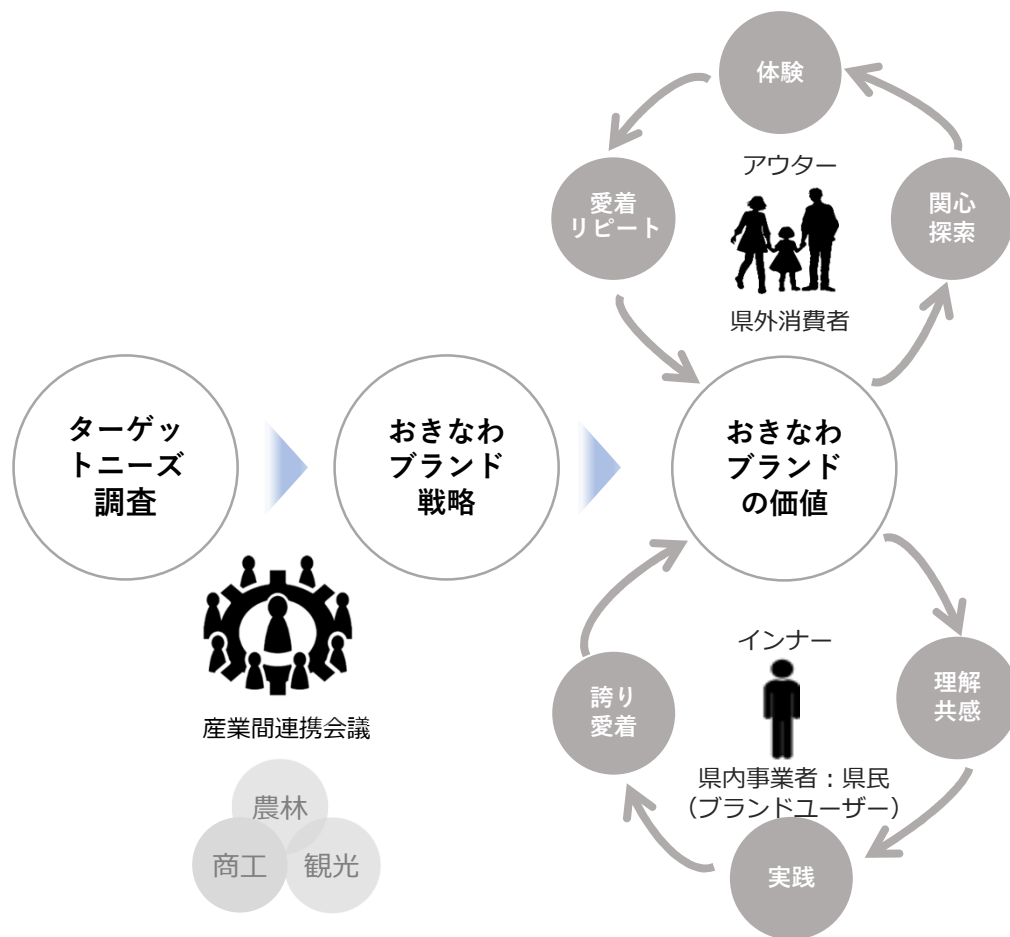 ターゲッ
トニーズ
調査
おきなわ
ブランド
戦略
おきなわ
ブランド
の価値
産業間連携会議
農林
商工
観光
アウター
県外消費者
関心
探索
体験
愛着
リピート
インナー
県内事業者：県民
（ブランドユーザー）
理解
共感
実践
誇り
愛着